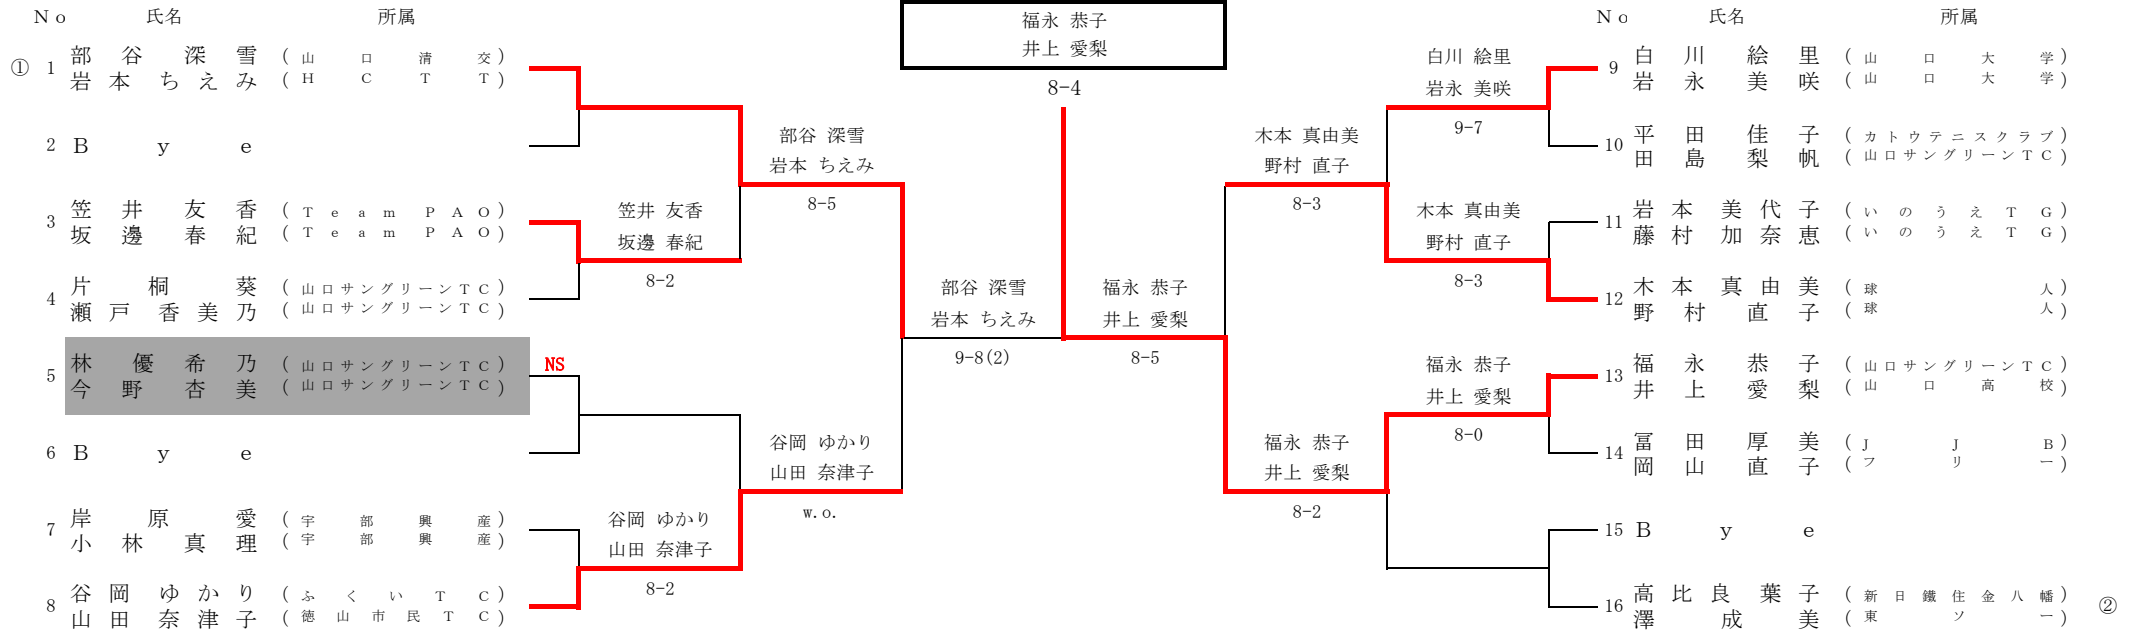 No 氏名 所属
① 1 部谷 深雪 (山口清交)
岩本 ちえみ (HCTT)
2 Bye
3 笠井 友香 (Team PAO)
坂邊 春紀 (Team PAO)
4 片桐 葵 (山口サングリーンTC)
瀬戸 香美乃 (山口サングリーンTC)
5 林 優希乃 (山口サングリーンTC)
今野 杏美 (山口サングリーンTC)
NS
6 Bye
7 岸原 愛 (宇部興産)
小林 真理 (宇部興産)
8 谷岡 ゆかり (ふくいTC)
山田 奈津子 (徳山市民TC)
笠井 友香
坂邊 春紀
8-2
谷岡 ゆかり
山田 奈津子
8-2
部谷 深雪
岩本 ちえみ
8-5
谷岡 ゆかり
山田 奈津子
w.o.
部谷 深雪
岩本 ちえみ
9-8(2)
福永 恭子
井上 愛梨
8-4
福永 恭子
井上 愛梨
8-5
木本 真由美
野村 直子
8-3
福永 恭子
井上 愛梨
8-2
白川 絵里
岩永 美咲
9-7
木本 真由美
野村 直子
8-3
福永 恭子
井上 愛梨
8-0
No 氏名 所属
9 白川 絵里 (山口大学)
岩永 美咲 (山口大学)
10 平田 佳子 (カトウテニスクラブ)
田島 梨帆 (山口サングリーンTC)
11 岩本 美代子 (いのうえTG)
藤村 加奈恵 (いのうえTG)
12 木本 真由美 (球人)
野村 直子 (球人)
13 福永 恭子 (山口サングリーンTC)
井上 愛梨 (山口高校)
14 冨田 厚美 (JJB)
岡山 直子 (フリー)
15 Bye
16 高比良 葉子 (新日鐵住金八幡)
澤 成美 (東ソー)
②